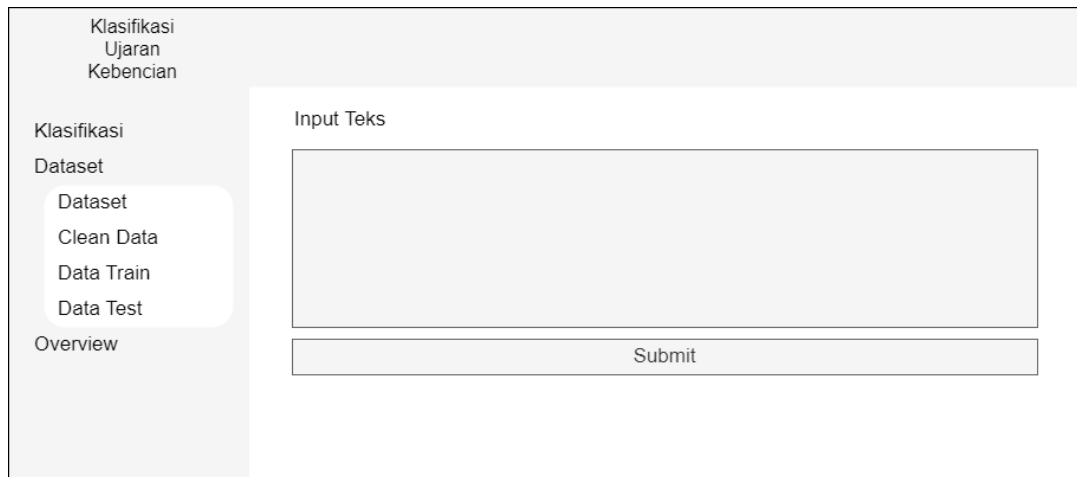 Klasifikasi
Ujaran
Kebencian
Klasifikasi
Dataset
Dataset
Clean Data
Data Train
Data Test
Overview
Input Teks
Submit